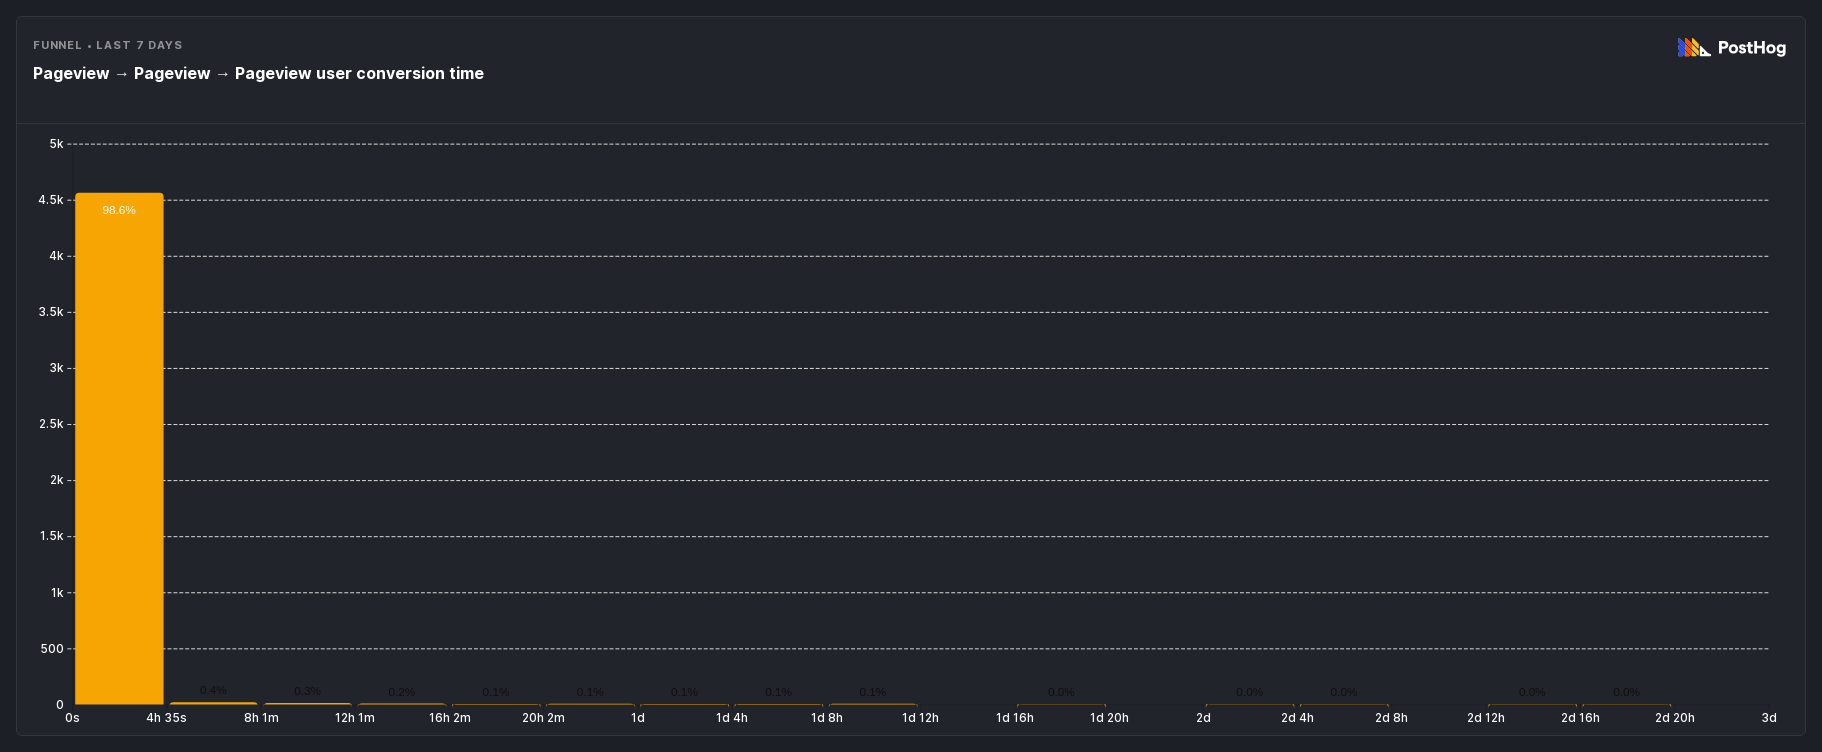 FUNNEL • LAST 7 DAYS
PostHog
Pageview → Pageview → Pageview user conversion time
5k
4.5k
98.6%
4k
3.5k
3k
2.5k
2k
1.5k
1k
500
0.4% 0.3% 0.2% 0.1% 0.1% 0.1% 0.1% 0.1% 0.0% 0.0% 0.0% 0.0% 0.0%
0
0s 4h 35s 8h 1m 12h 1m 16h 2m 20h 2m 1d 1d 4h 1d 8h 1d 12h 1d 16h 1d 20h 2d 2d 4h 2d 8h 2d 12h 2d 16h 2d 20h 3d